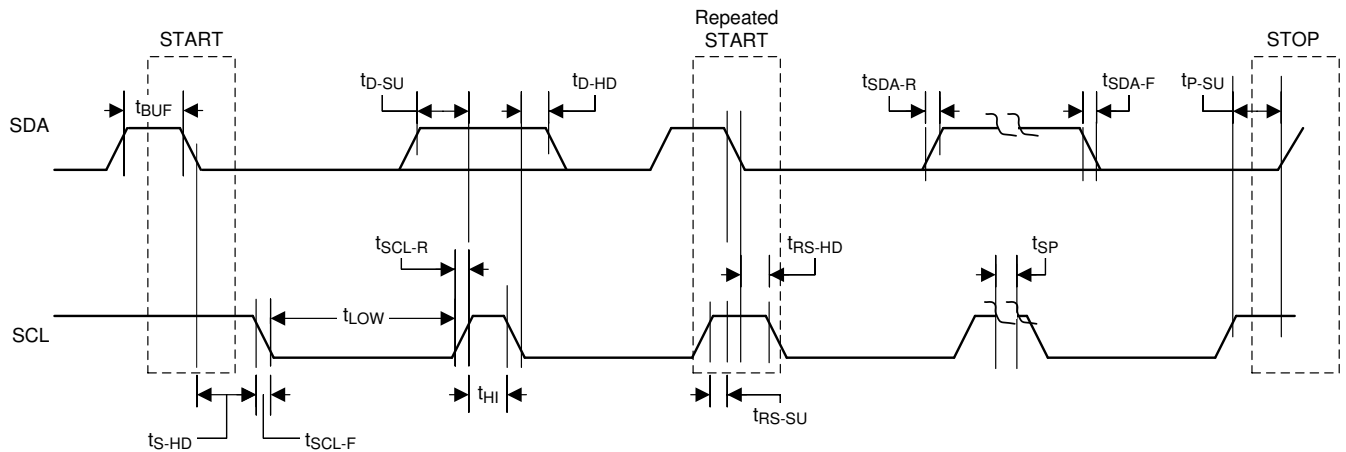 Repeated
START
START
STOP
tD-SU
tD-HD
tSDA-R
tSDA-F
tP-SU
tBUF
SDA
tSCL-R
tRS-HD
tSP
tLOW
SCL
tHI
tRS-SU
tS-HD
tSCL-F